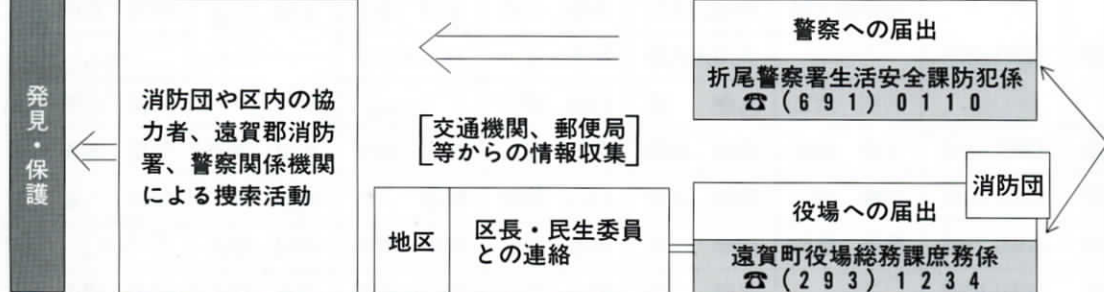 警察への届出
折尾警察署生活安全課防犯係
☎(691)0110
発見・保護
消防団や区内の協
力者、遠賀郡消防
署、警察関係機関
による捜索活動
交通機関、郵便局
等からの情報収集
消防団
地区
区長・民生委員
との連絡
役場への届出
遠賀町役場総務課庶務係
☎(293)1234